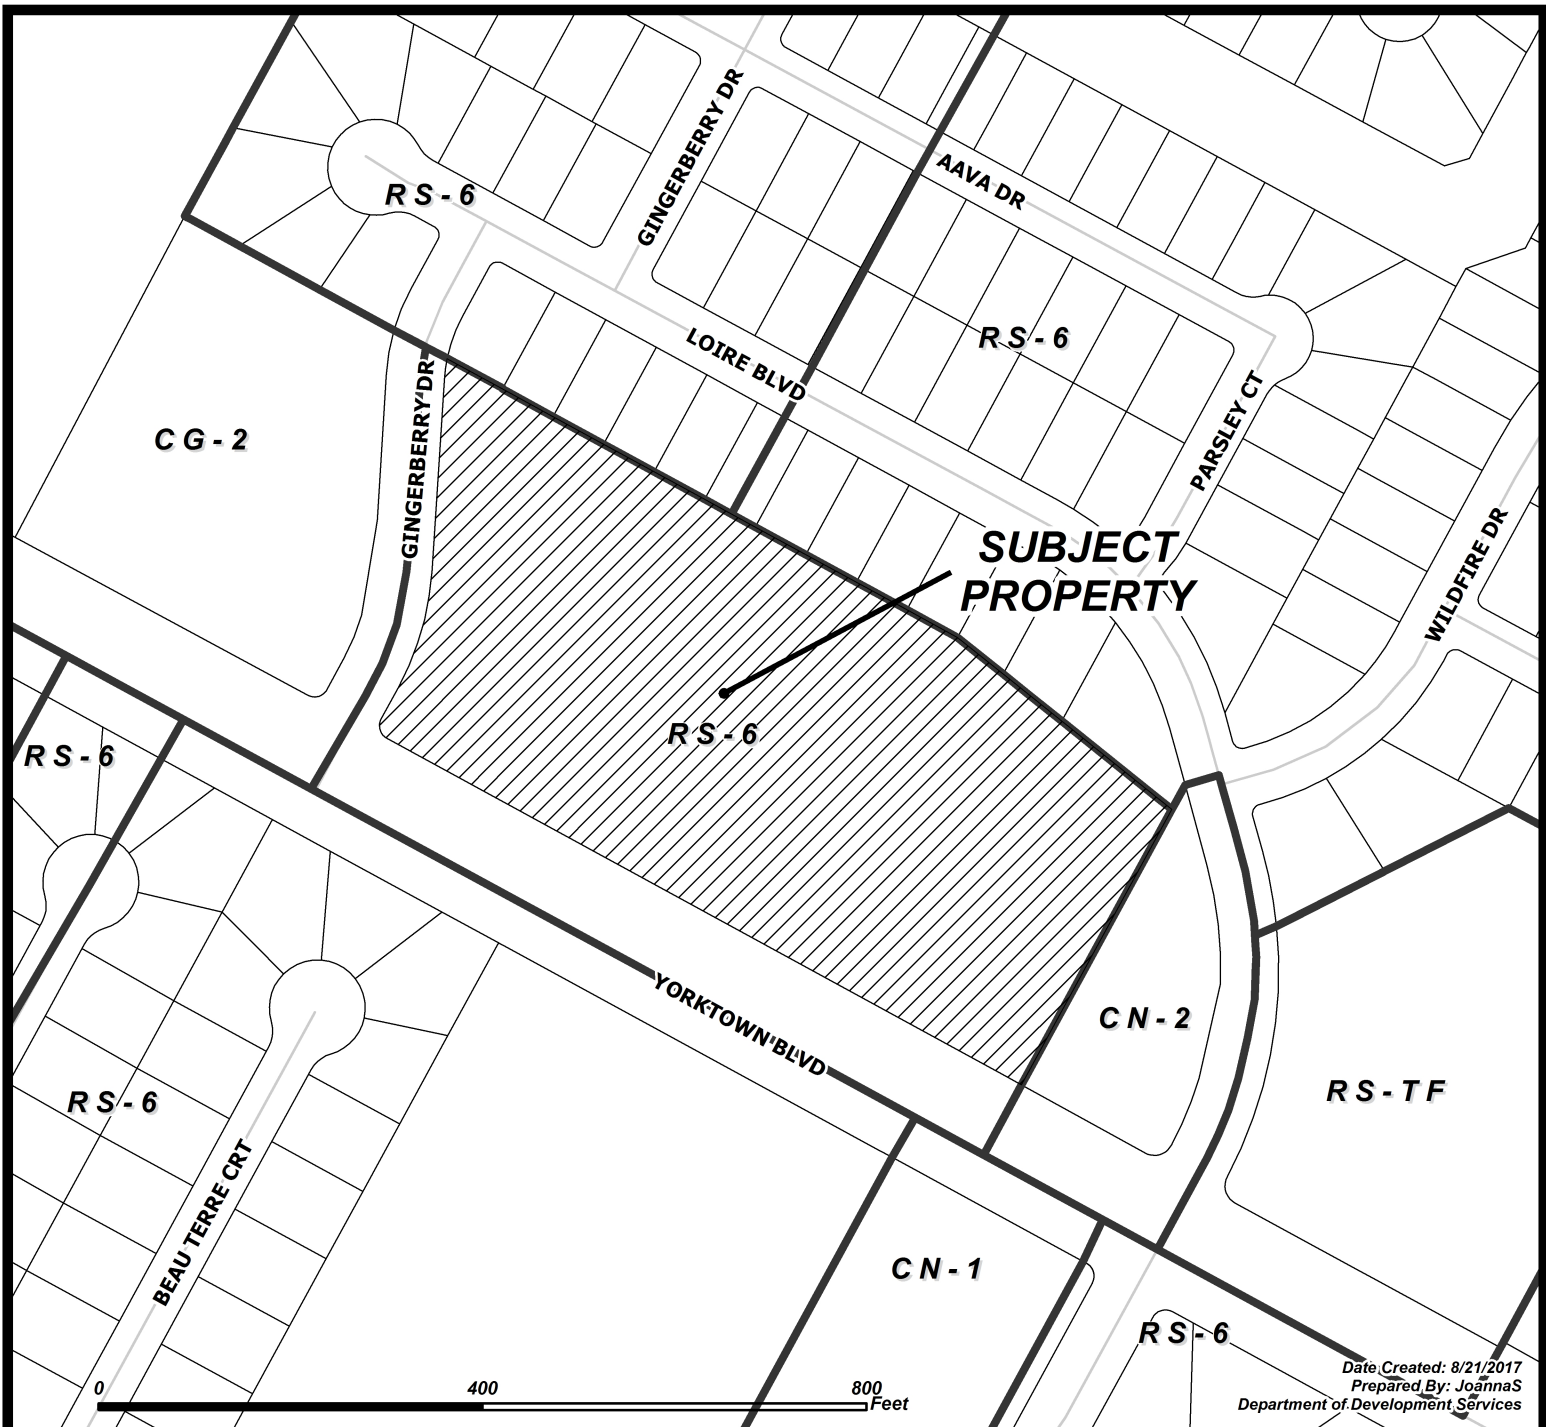 GINGERBERRY DR
AAVA DR
RS-6
LOIRE BLVD
RS-6
PARSLEY CT
CG-2
GINGERBERRY DR
WILDFIRE DR
SUBJECT
PROPERTY
RS-6
RS-6
YORKTOWN BLVD
CN-2
RS-TF
RS-6
BEAU TERRE CRT
CN-1
RS-6
0 400 800
Feet
Date Created: 8/21/2017
Prepared By: JoannaS
Department of Development Services